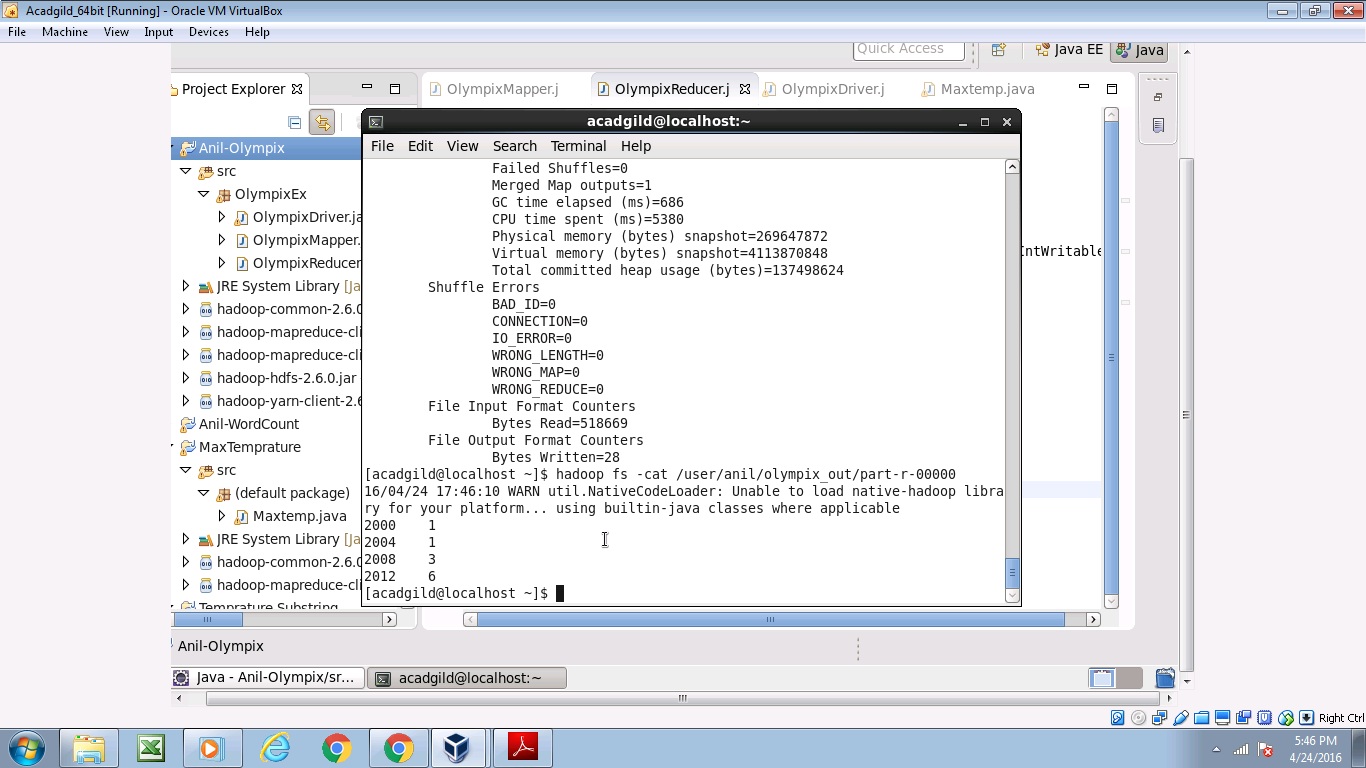 Acadgild_64bit [Running] - Oracle VM VirtualBox
File Machine View Input Devices Help
Quick Access
Java EE
Java
Project Explorer
OlympixMapper.j
OlympixReducer.j
OlympixDriver.j
Maxtemp.java
Anil-Olympix
src
OlympixEx
OlympixDriver.ja
OlympixMapper.
OlympixReducer
JRE System Library [Ja
hadoop-common-2.6.0
hadoop-mapreduce-cli
hadoop-mapreduce-cli
hadoop-hdfs-2.6.0.jar
hadoop-yarn-client-2.6
Anil-WordCount
MaxTemprature
src
(default package)
Maxtemp.java
JRE System Library [Ja
hadoop-common-2.6.0
hadoop-mapreduce-cli
Temprature Substring
IntWritable
acadgild@localhost:~
File Edit View Search Terminal Help
Failed Shuffles=0
Merged Map outputs=1
GC time elapsed (ms)=686
CPU time spent (ms)=5380
Physical memory (bytes) snapshot=269647872
Virtual memory (bytes) snapshot=4113870848
Total committed heap usage (bytes)=137498624
Shuffle Errors
BAD_ID=0
CONNECTION=0
IO_ERROR=0
WRONG_LENGTH=0
WRONG_MAP=0
WRONG_REDUCE=0
File Input Format Counters
Bytes Read=518669
File Output Format Counters
Bytes Written=28
[acadgild@localhost ~]$ hadoop fs -cat /user/anil/olympix_out/part-r-00000
16/04/24 17:46:10 WARN util.NativeCodeLoader: Unable to load native-hadoop libra
ry for your platform... using builtin-java classes where applicable
2000 1
2004 1
2008 3
2012 6
[acadgild@localhost ~]$
Anil-Olympix
Java - Anil-Olympix/sr...
acadgild@localhost:~
Right Ctrl
5:46 PM
4/24/2016